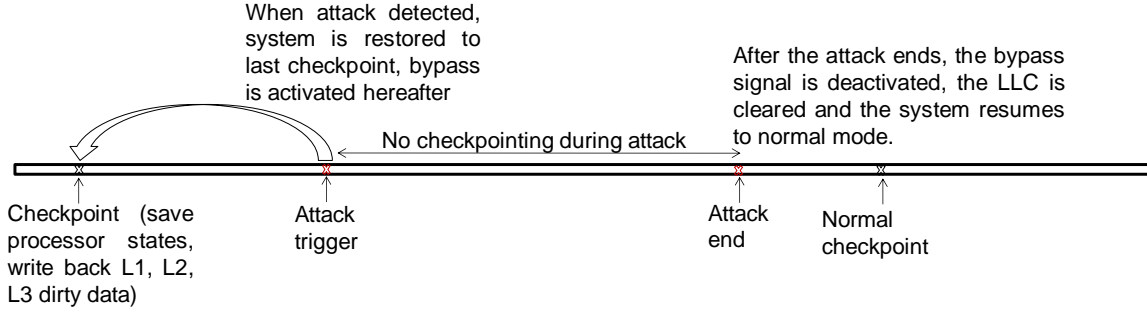 When attack detected,
system is restored to
last checkpoint, bypass
is activated hereafter
After the attack ends, the bypass
signal is deactivated, the LLC is
cleared and the system resumes
to normal mode.
No checkpointing during attack
Checkpoint (save
processor states,
write back L1, L2,
L3 dirty data)
Attack
trigger
Attack
end
Normal
checkpoint